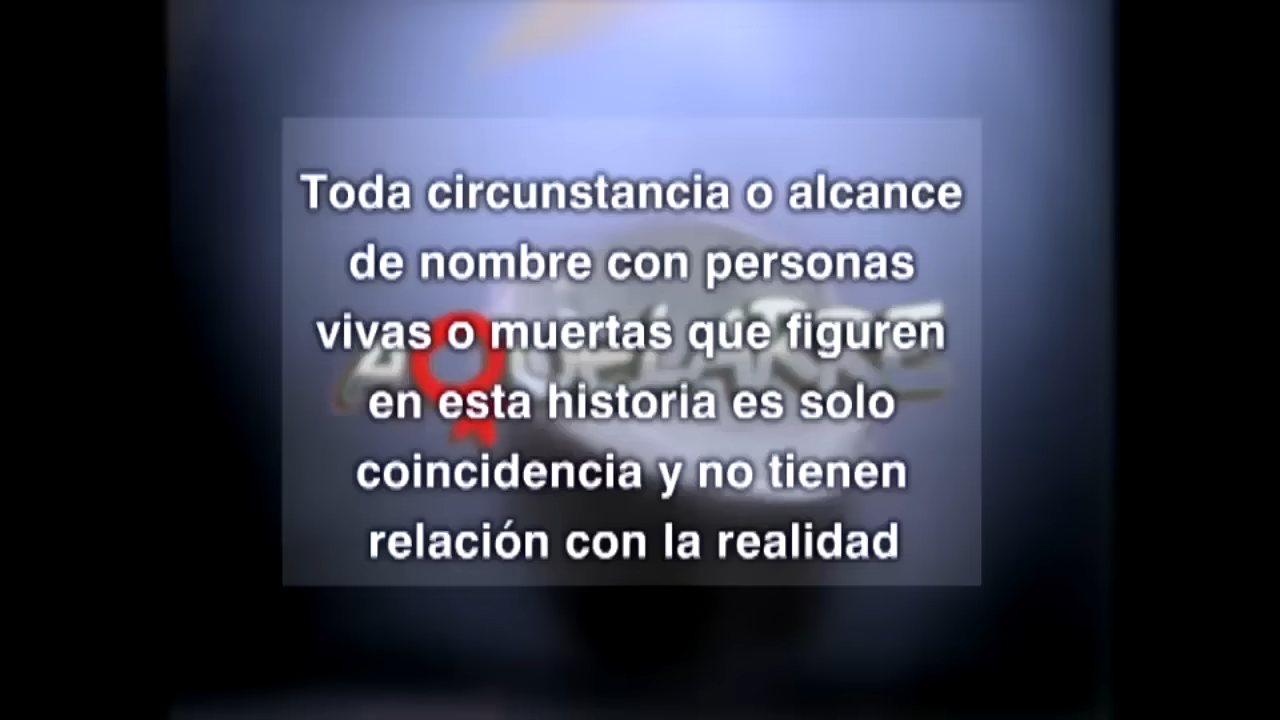 Toda circunstancia o alcance
de nombre con personas
vivas o muertas que figuren
en esta historia es solo
coincidencia y no tienen
relación con la realidad
AQUELARRE